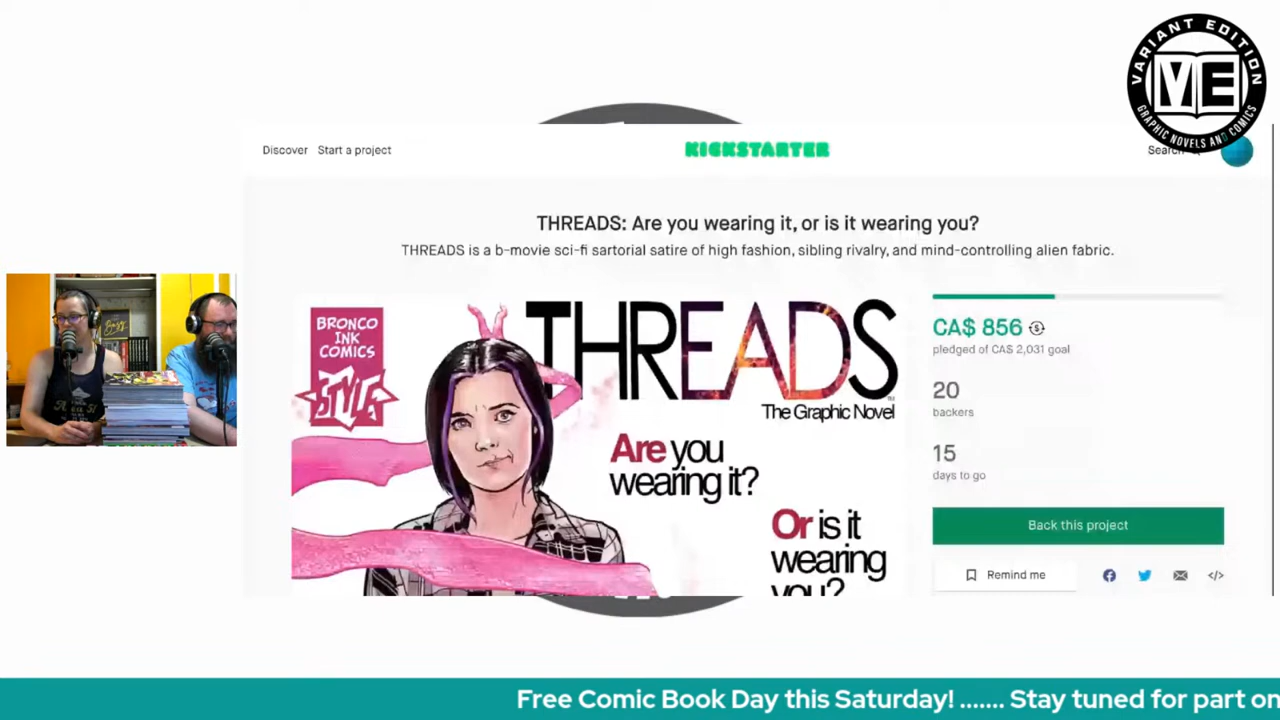 VARIANT EDITION
VE
GRAPHIC NOVELS AND COMICS
Discover Start a project
KICKSTARTER
Search
THREADS: Are you wearing it, or is it wearing you?
THREADS is a b-movie sci-fi sartorial satire of high fashion, sibling rivalry, and mind-controlling alien fabric.
BRONCO
INK
COMICS
STYLE
THREADS
The Graphic Novel
Are you
wearing it?
Or is it
wearing
you?
CA$ 856
pledged of CA$ 2,031 goal
20
backers
15
days to go
Back this project
Remind me
</>
Free Comic Book Day this Saturday! ....... Stay tuned for part on